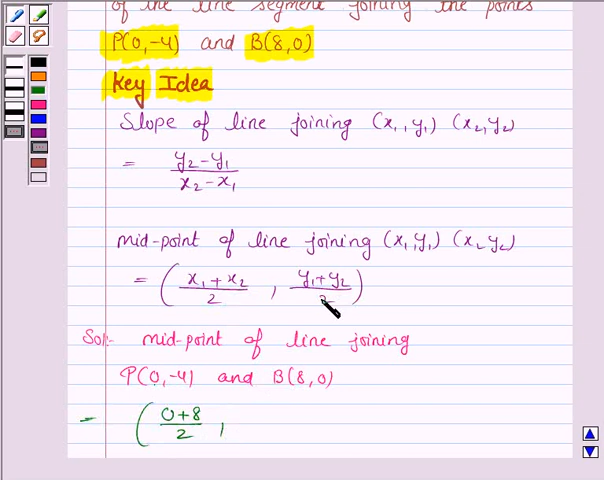 of the line segment joining the points
P(0,-4) and B(8,0)
Key Idea
Slope of line joining (x₁,y₁) (x₂,y₂)
= y₂-y₁ / x₂-x₁
mid-point of line joining (x₁,y₁) (x₂,y₂)
= ( x₁+x₂ / 2 , y₁+y₂ / 2 )
Sol:- mid-point of line joining
P(0,-4) and B(8,0)
= ( 0+8 / 2 ,